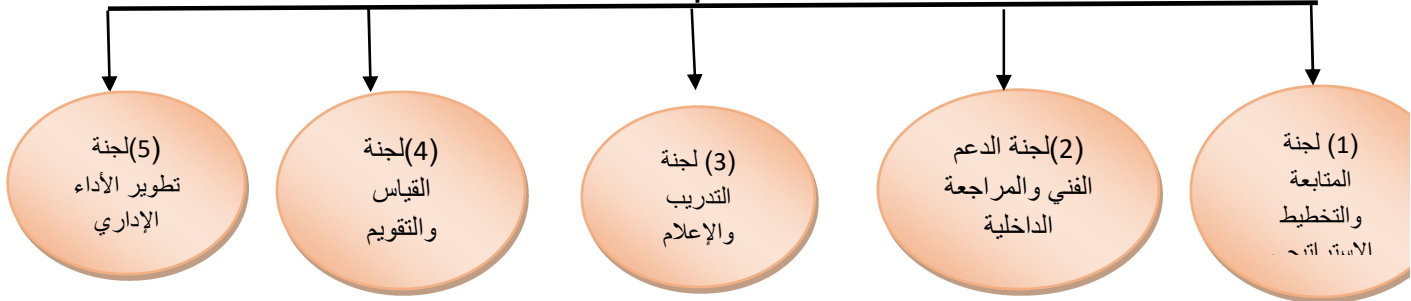 (1) لجنة
المتابعة
والتخطيط
الاستراتيجي
(2)لجنة الدعم
الفني والمراجعة
الداخلية
(3) لجنة
التدريب
والإعلام
(4)لجنة
القياس
والتقويم
(5)لجنة
تطوير الأداء
الإداري